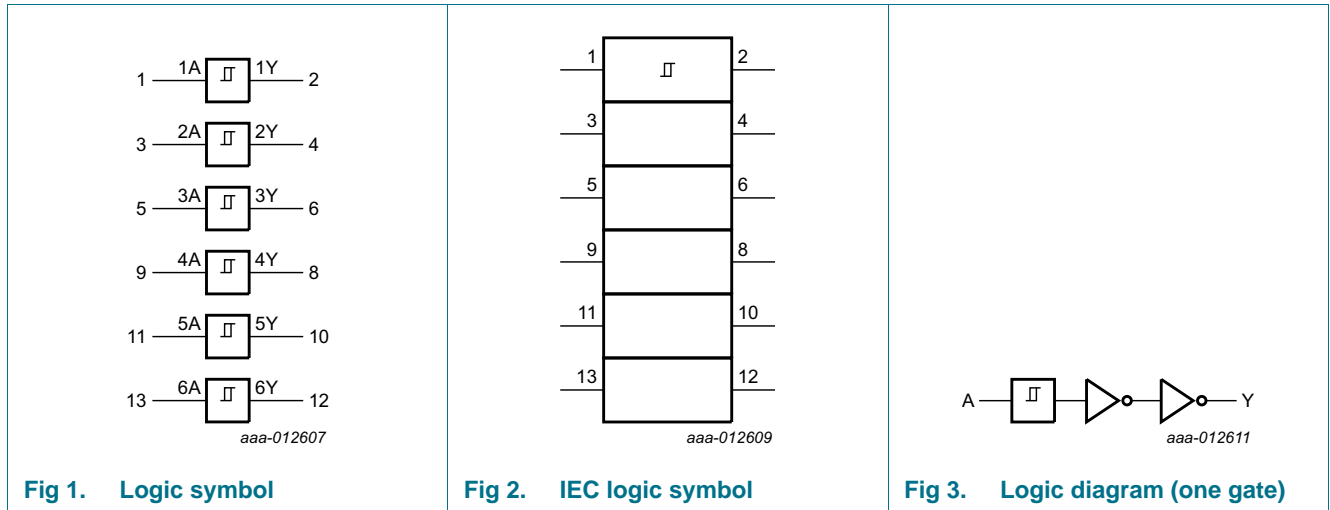 1 1A 1Y 2
3 2A 2Y 4
5 3A 3Y 6
9 4A 4Y 8
11 5A 5Y 10
13 6A 6Y 12
aaa-012607
Fig 1. Logic symbol
1 2
3 4
5 6
9 8
11 10
13 12
aaa-012609
Fig 2. IEC logic symbol
A Y
aaa-012611
Fig 3. Logic diagram (one gate)